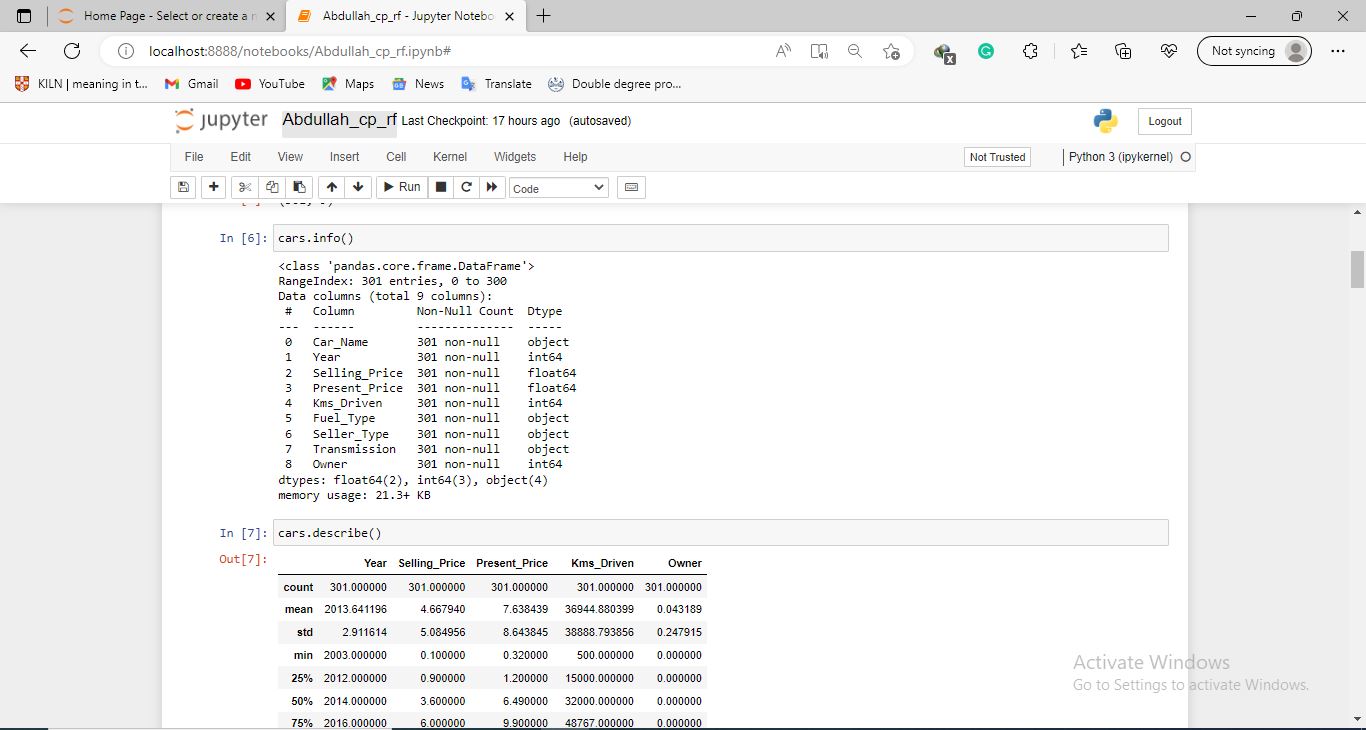 Home Page - Select or create a n
Abdullah_cp_rf - Jupyter Notebo
localhost:8888/notebooks/Abdullah_cp_rf.ipynb#
Not syncing
KILN | meaning in t...
Gmail
YouTube
Maps
News
Translate
Double degree pro...
jupyter Abdullah_cp_rf Last Checkpoint: 17 hours ago (autosaved)
Logout
File Edit View Insert Cell Kernel Widgets Help
Not Trusted
Python 3 (ipykernel)
Run
Code
In [6]: cars.info()
<class 'pandas.core.frame.DataFrame'>
RangeIndex: 301 entries, 0 to 300
Data columns (total 9 columns):
# Column Non-Null Count Dtype
--- ------ -------------- -----
0 Car_Name 301 non-null object
1 Year 301 non-null int64
2 Selling_Price 301 non-null float64
3 Present_Price 301 non-null float64
4 Kms_Driven 301 non-null int64
5 Fuel_Type 301 non-null object
6 Seller_Type 301 non-null object
7 Transmission 301 non-null object
8 Owner 301 non-null int64
dtypes: float64(2), int64(3), object(4)
memory usage: 21.3+ KB
In [7]: cars.describe()
Out[7]:
Year Selling_Price Present_Price Kms_Driven Owner
count 301.000000 301.000000 301.000000 301.000000 301.000000
mean 2013.641196 4.667940 7.638439 36944.880399 0.043189
std 2.911614 5.084956 8.643845 38888.793856 0.247915
min 2003.000000 0.100000 0.320000 500.000000 0.000000
25% 2012.000000 0.900000 1.200000 15000.000000 0.000000
50% 2014.000000 3.600000 6.490000 32000.000000 0.000000
75% 2016.000000 6.000000 9.900000 48767.000000 0.000000
Activate Windows
Go to Settings to activate Windows.